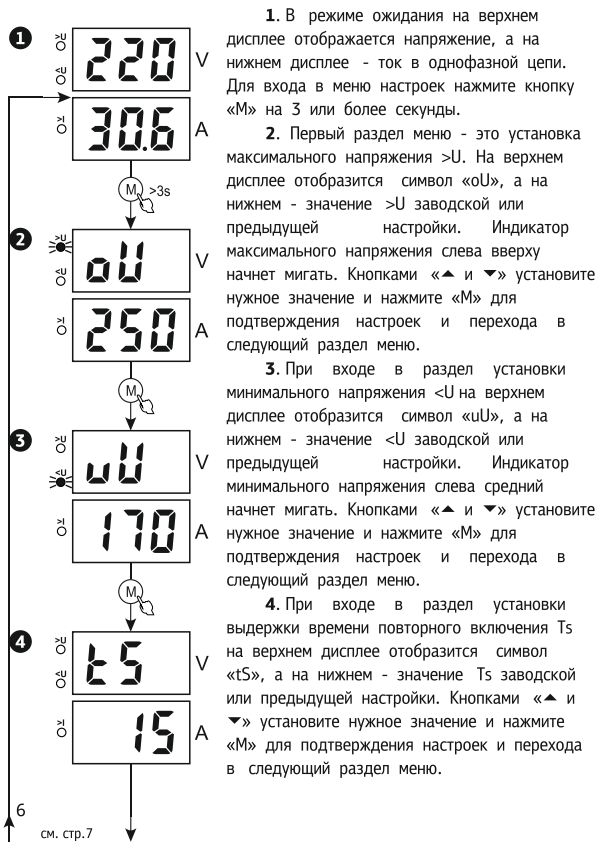 1
>U
<U
220 V
>I
30.6 A
M >3s
2
>U
<U
oU V
>I
250 A
M
3
>U
<U
uU V
>I
170 A
M
4
>U
<U
tS V
>I
15 A
6
см. стр.7
1. В режиме ожидания на верхнем
дисплее отображается напряжение, а на
нижнем дисплее - ток в однофазной цепи.
Для входа в меню настроек нажмите кнопку
«М» на 3 или более секунды.
2. Первый раздел меню - это установка
максимального напряжения >U. На верхнем
дисплее отобразится символ «oU», а на
нижнем - значение >U заводской или
предыдущей настройки. Индикатор
максимального напряжения слева вверху
начнет мигать. Кнопками «▲ и ▼» установите
нужное значение и нажмите «М» для
подтверждения настроек и перехода в
следующий раздел меню.
3. При входе в раздел установки
минимального напряжения <U на верхнем
дисплее отобразится символ «uU», а на
нижнем - значение <U заводской или
предыдущей настройки. Индикатор
минимального напряжения слева средний
начнет мигать. Кнопками «▲ и ▼» установите
нужное значение и нажмите «М» для
подтверждения настроек и перехода в
следующий раздел меню.
4. При входе в раздел установки
выдержки времени повторного включения Ts
на верхнем дисплее отобразится символ
«tS», а на нижнем - значение Ts заводской
или предыдущей настройки. Кнопками «▲ и
▼» установите нужное значение и нажмите
«М» для подтверждения настроек и перехода
в следующий раздел меню.